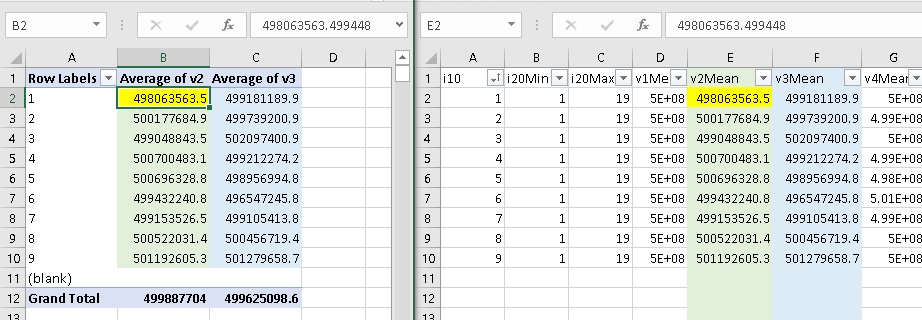 B2 fx 498063563.499448 E2 fx 498063563.499448
A B C D A B C D E F G
1 Row Labels Average of v2 Average of v3 1 i10 i20Min i20Max v1Me v2Mean v3Mean v4Mean
2 1 498063563.5 499181189.9 2 1 1 19 5E+08 498063563.5 499181189.9 5E+08
3 2 500177684.9 499739200.9 3 2 1 19 5E+08 500177684.9 499739200.9 4.99E+08
4 3 499048843.5 502097400.9 4 3 1 19 5E+08 499048843.5 502097400.9 5E+08
5 4 500700483.1 499212274.2 5 4 1 19 5E+08 500700483.1 499212274.2 4.99E+08
6 5 500696328.8 498956994.8 6 5 1 19 5E+08 500696328.8 498956994.8 4.98E+08
7 6 499432240.8 496547245.8 7 6 1 19 5E+08 499432240.8 496547245.8 5.01E+08
8 7 499153526.5 499105413.8 8 7 1 19 5E+08 499153526.5 499105413.8 4.99E+08
9 8 500522031.4 500456719.4 9 8 1 19 5E+08 500522031.4 500456719.4 5E+08
10 9 501192605.3 501279658.7 10 9 1 19 5E+08 501192605.3 501279658.7 5E+08
11 (blank) 11
12 Grand Total 499887704 499625098.6 12
13 13